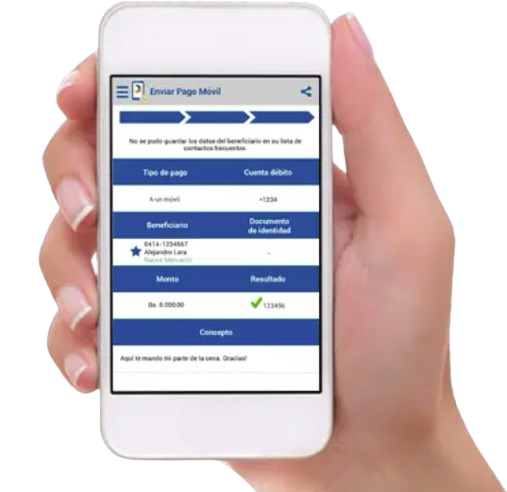 Enviar Pago Móvil
No se pudo guardar los datos del beneficiario en su lista de
contactos frecuentes.
Tipo de pago Cuenta débito
A un móvil *1234
Beneficiario Documento
de identidad
0414-1234567
Alejandro Lara -
Banco Mercantil
Monto Resultado
Bs. 8.000,00 123456
Concepto
Aquí te mando mi parte de la cena. Gracias!